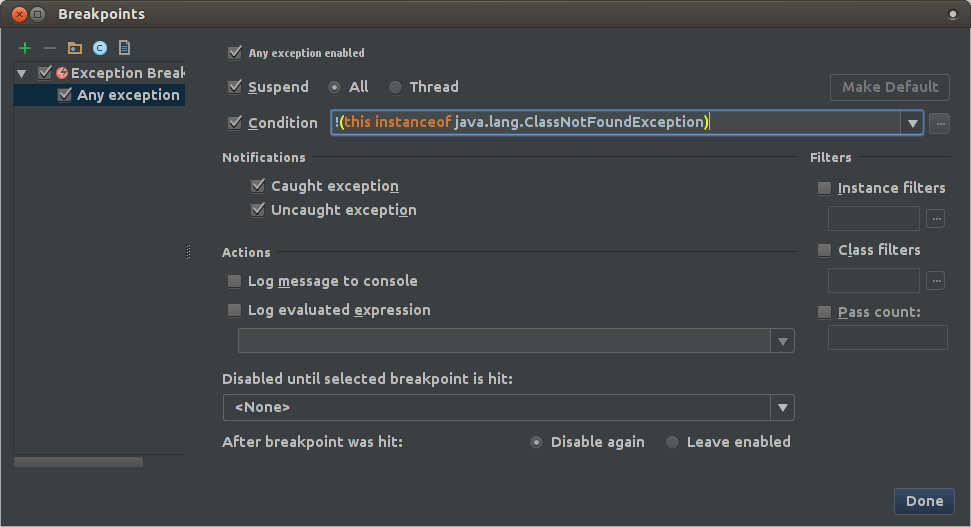 Breakpoints
Exception Break
Any exception
Any exception enabled
Suspend All Thread Make Default
Condition !(this instanceof java.lang.ClassNotFoundException) ...
Notifications
Caught exception
Uncaught exception
Actions
Log message to console
Log evaluated expression
Filters
Instance filters
...
Class filters
...
Pass count:
Disabled until selected breakpoint is hit:
<None>
After breakpoint was hit: Disable again Leave enabled
Done